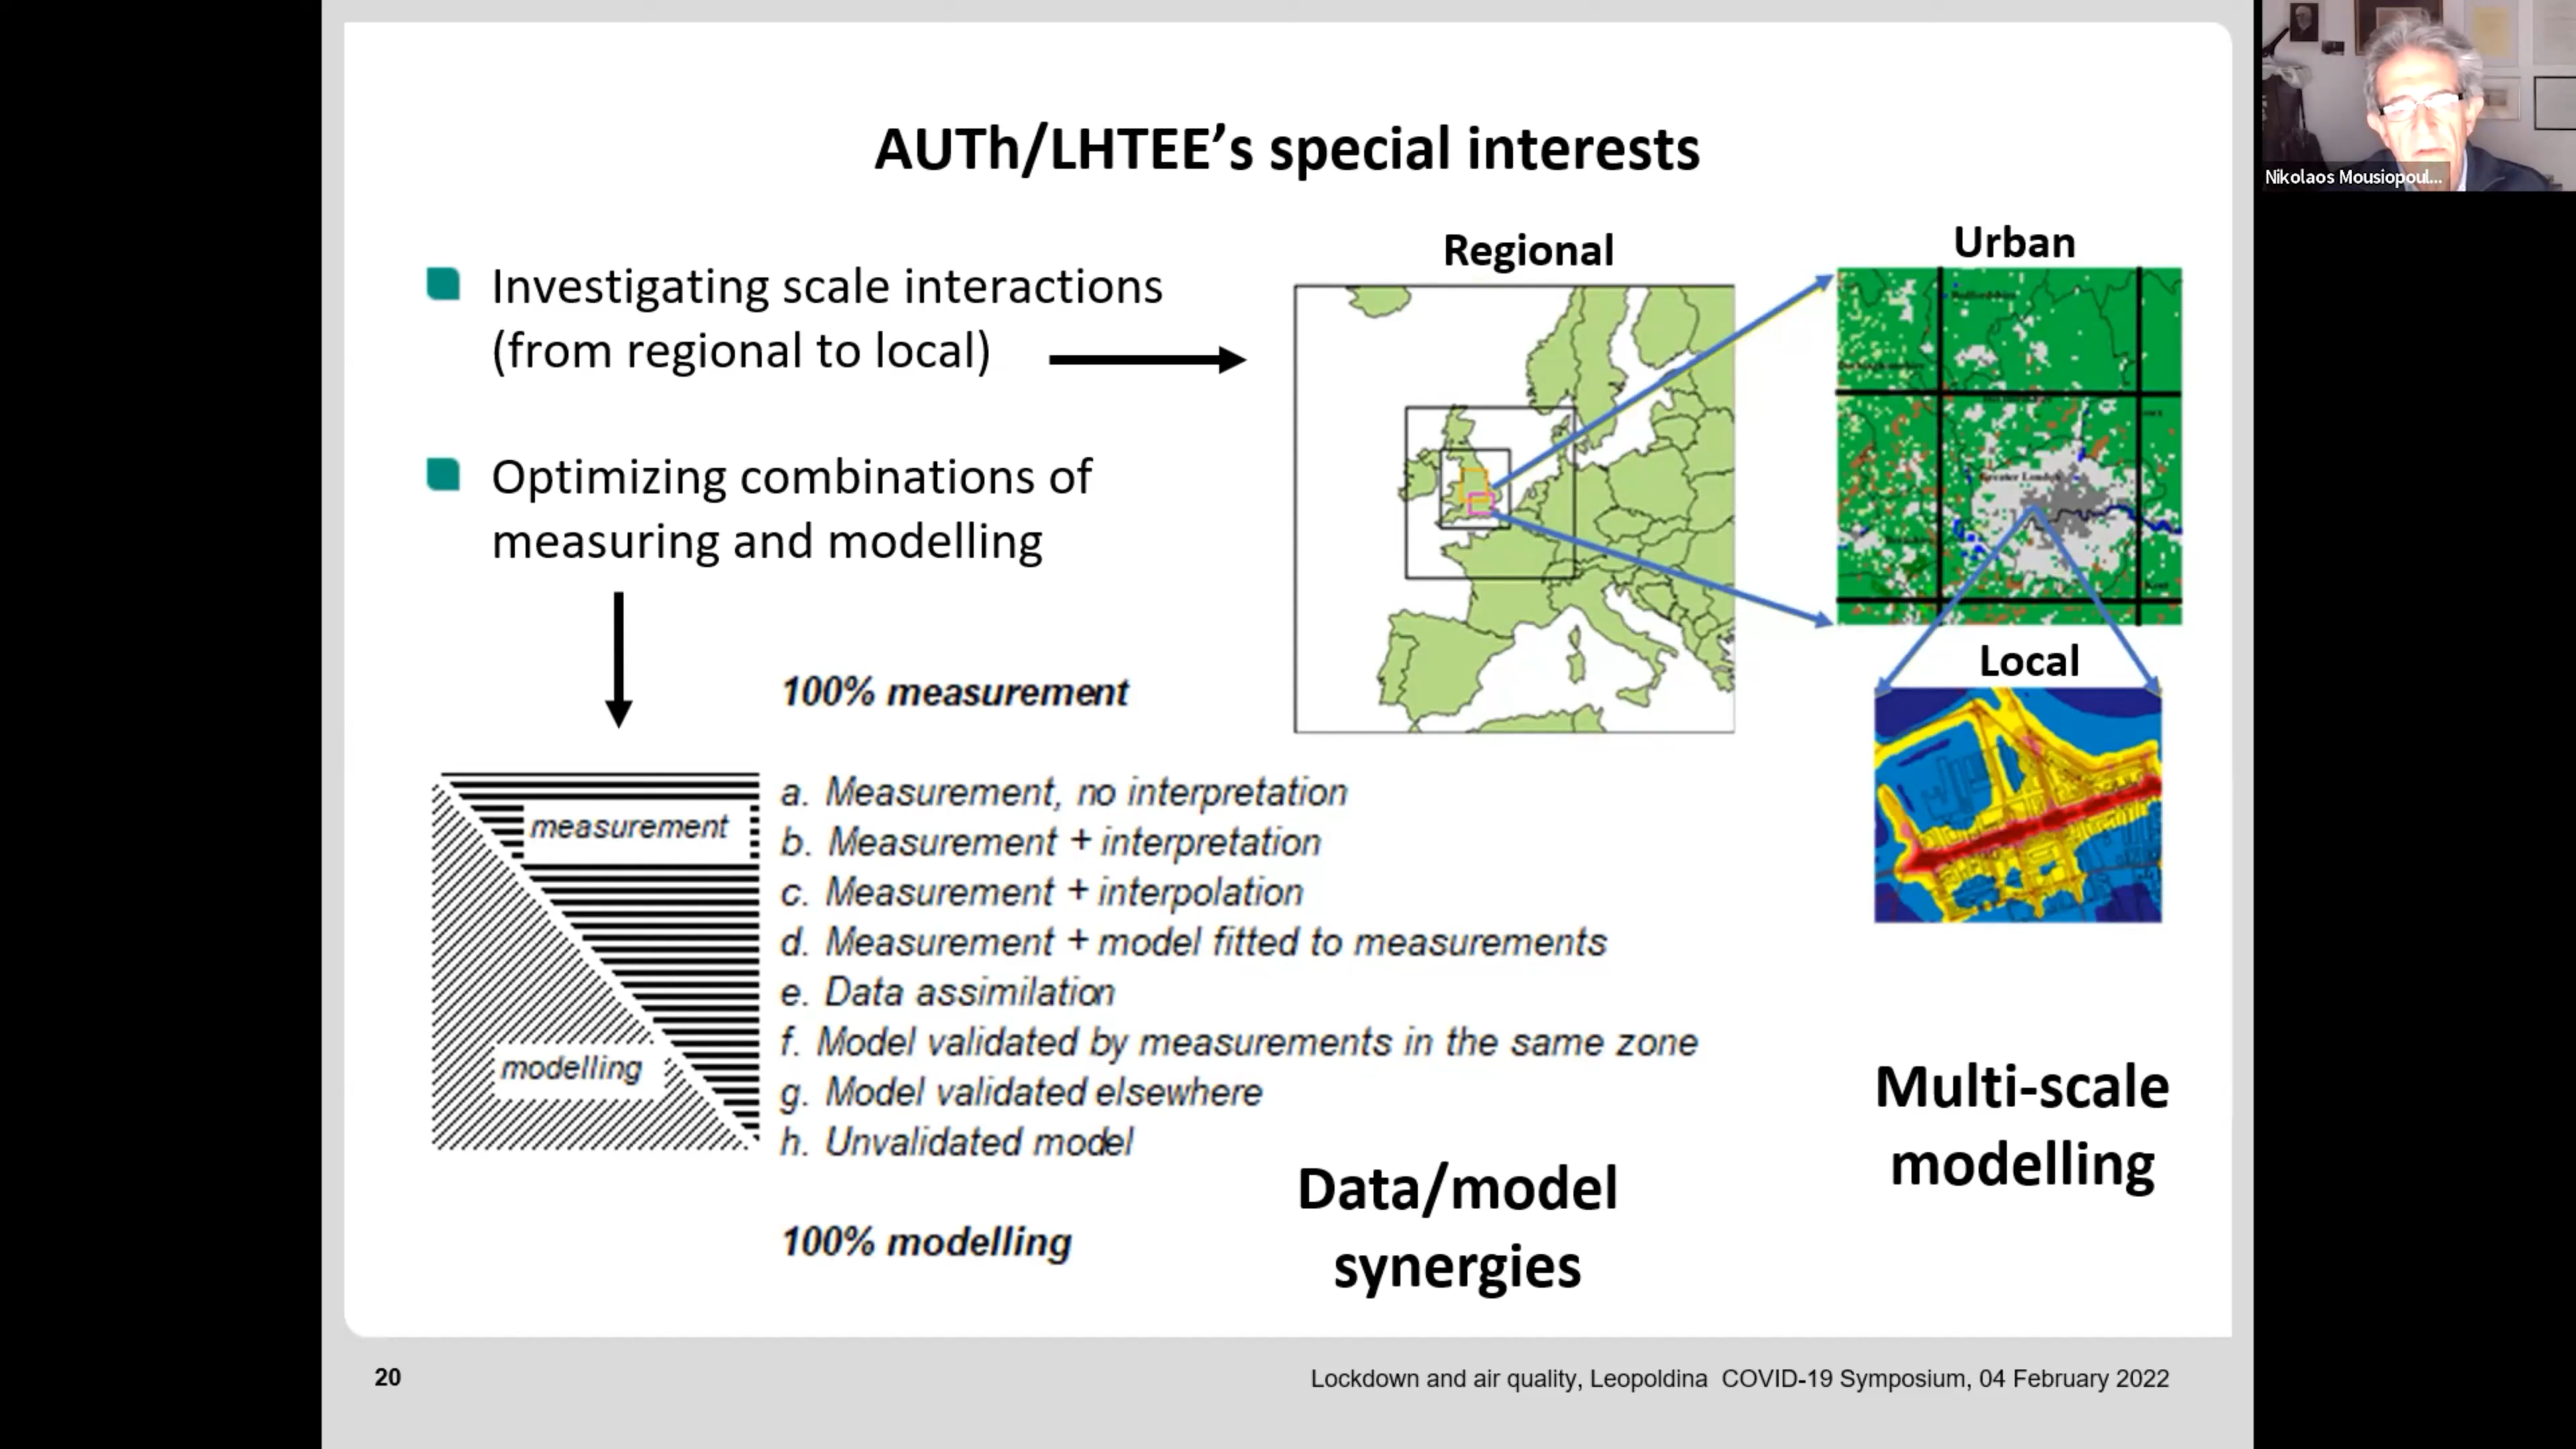 AUTh/LHTEE's special interests
Nikolaos Mousiopoul...
Investigating scale interactions
(from regional to local)
Optimizing combinations of
measuring and modelling
Regional
Urban
Greater London
Kent
Local
100% measurement
measurement
modelling
a. Measurement, no interpretation
b. Measurement + interpretation
c. Measurement + interpolation
d. Measurement + model fitted to measurements
e. Data assimilation
f. Model validated by measurements in the same zone
g. Model validated elsewhere
h. Unvalidated model
100% modelling
Data/model
synergies
Multi-scale
modelling
20
Lockdown and air quality, Leopoldina COVID-19 Symposium, 04 February 2022